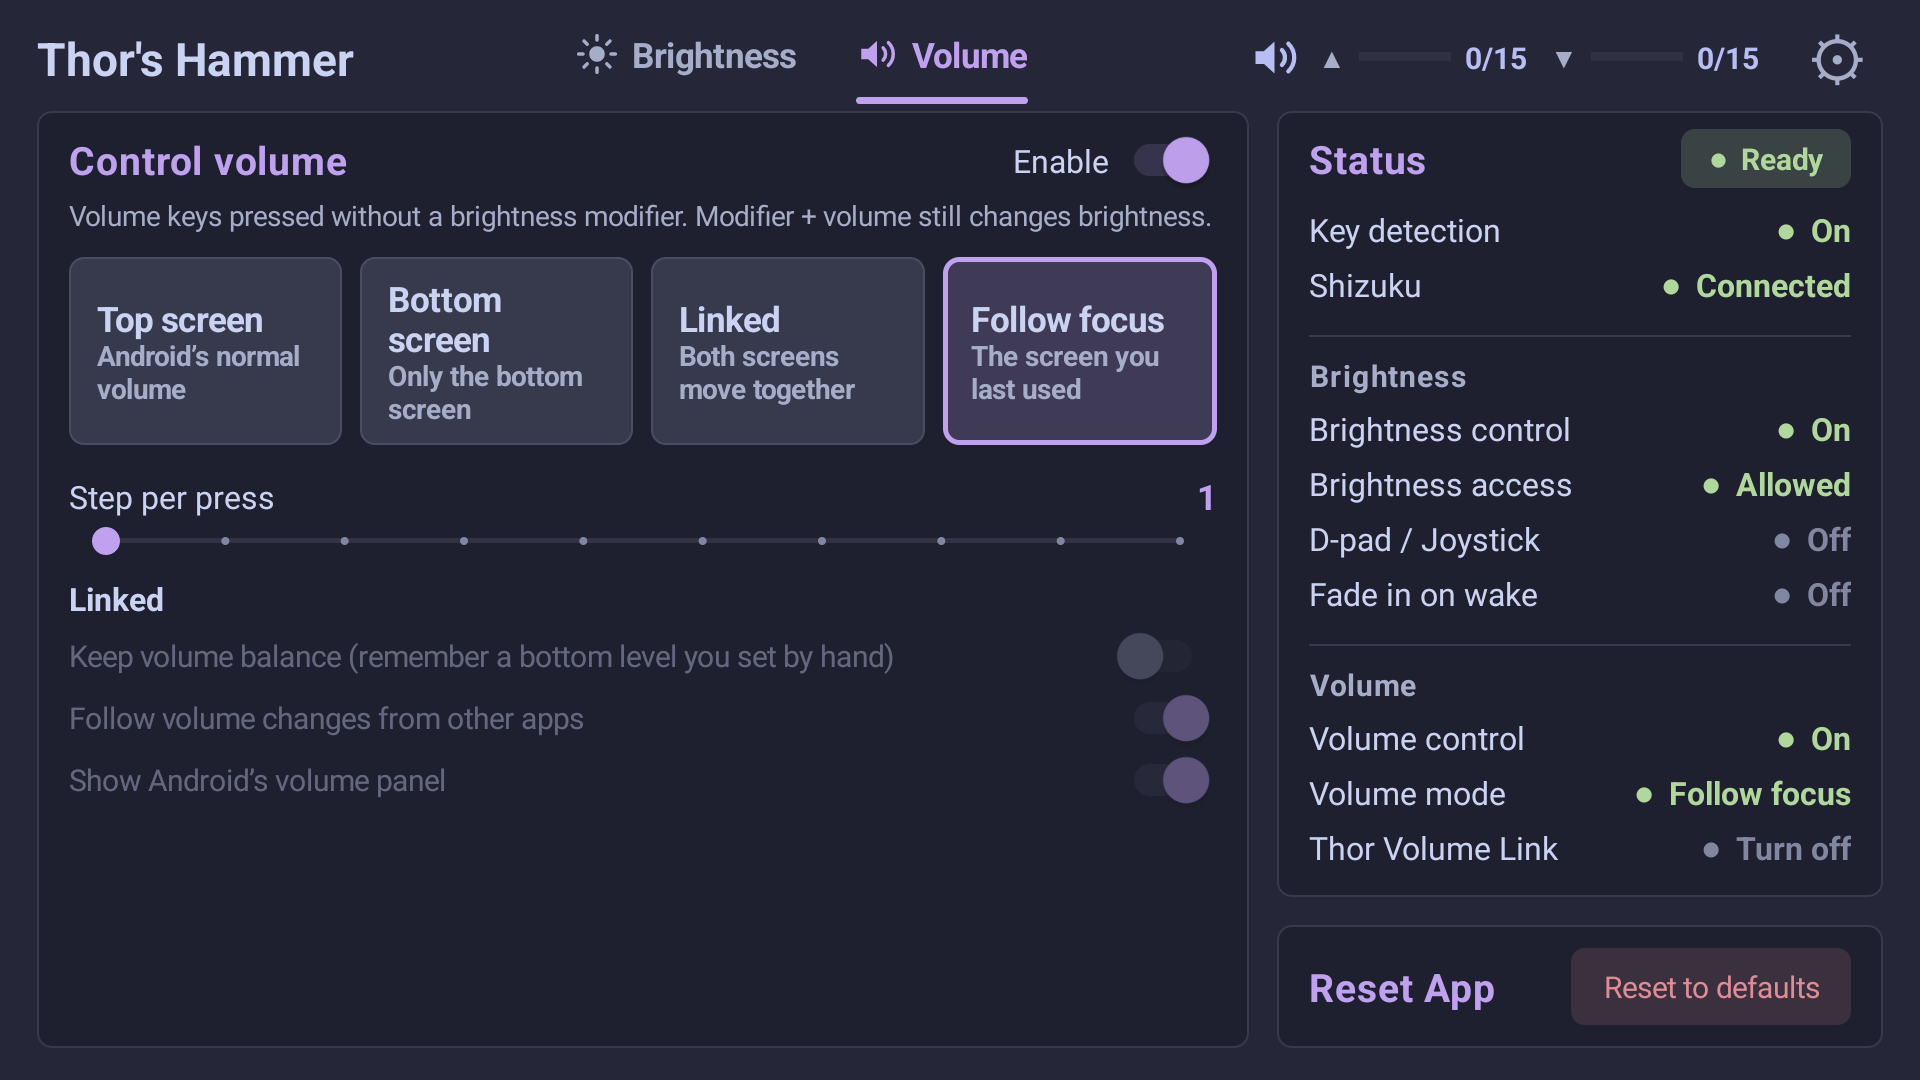 Thor's Hammer
Brightness
Volume
▲ 0/15 ▼ 0/15
Control volume
Enable
Volume keys pressed without a brightness modifier. Modifier + volume still changes brightness.
Top screen
Android’s normal
volume
Bottom
screen
Only the bottom
screen
Linked
Both screens
move together
Follow focus
The screen you
last used
Step per press
1
Linked
Keep volume balance (remember a bottom level you set by hand)
Follow volume changes from other apps
Show Android’s volume panel
Status
Ready
Key detection
On
Shizuku
Connected
Brightness
Brightness control
On
Brightness access
Allowed
D-pad / Joystick
Off
Fade in on wake
Off
Volume
Volume control
On
Volume mode
Follow focus
Thor Volume Link
Turn off
Reset App
Reset to defaults